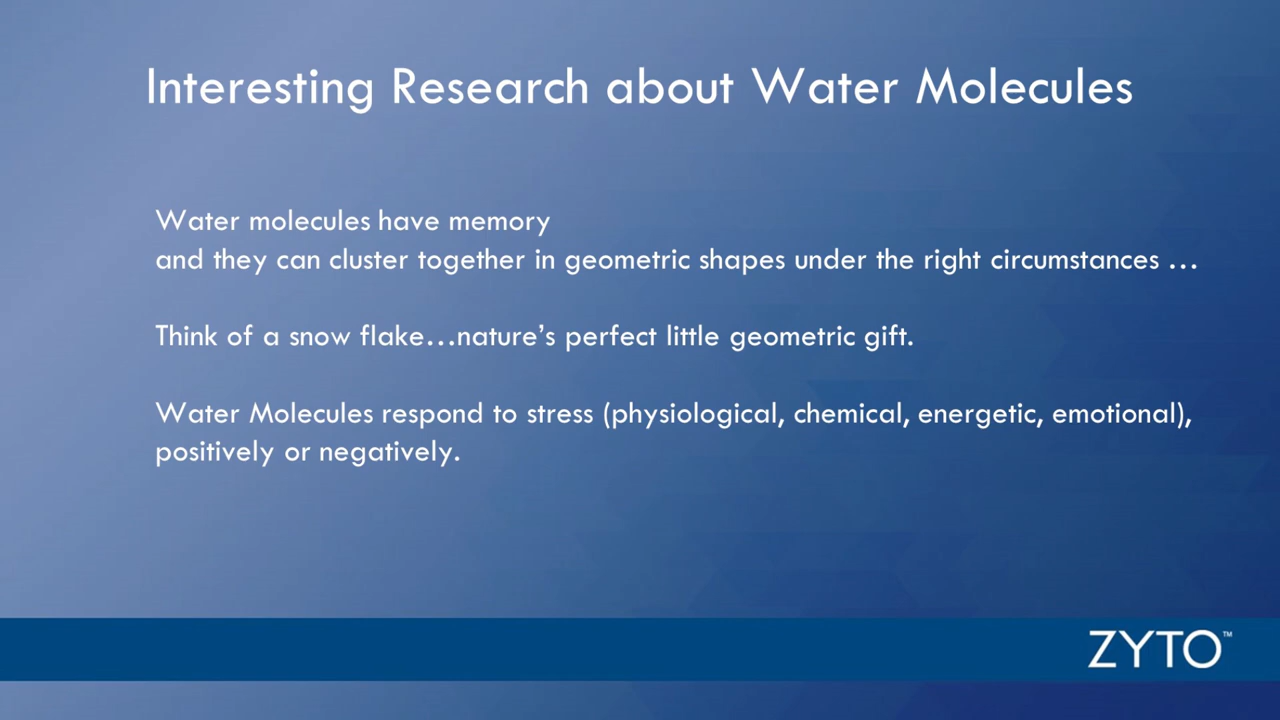 Interesting Research about Water Molecules
Water molecules have memory
and they can cluster together in geometric shapes under the right circumstances …
Think of a snow flake…nature’s perfect little geometric gift.
Water Molecules respond to stress (physiological, chemical, energetic, emotional),
positively or negatively.
ZYTO™